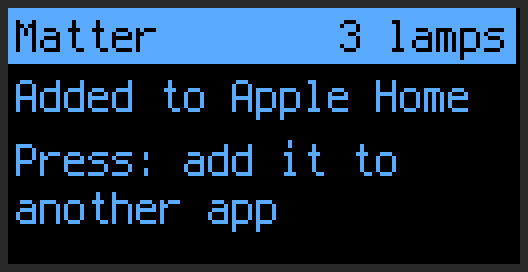 Matter 3 lamps
Added to Apple Home
Press: add it to
another app